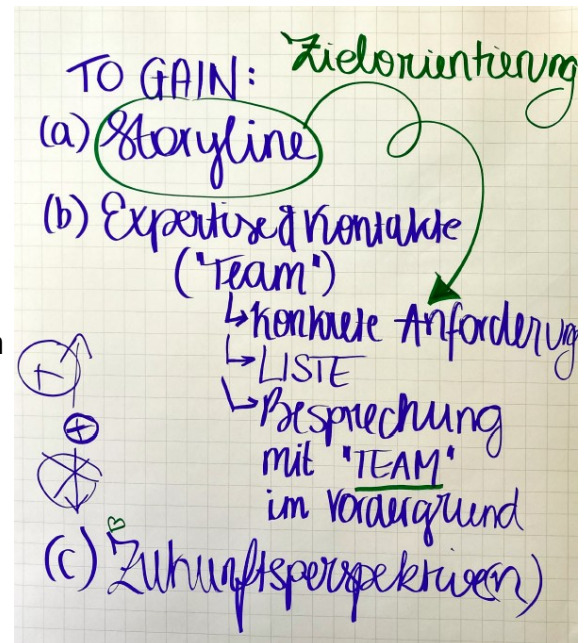 Zielorientierung
TO GAIN:
(a) Storyline
(b) Expertise & Kontakte
("Team")
↳ Konkrete Anforderung
↳ LISTE
↳ Besprechung
mit "TEAM"
im Vordergrund
(c) Zukunftsperspektive(n)